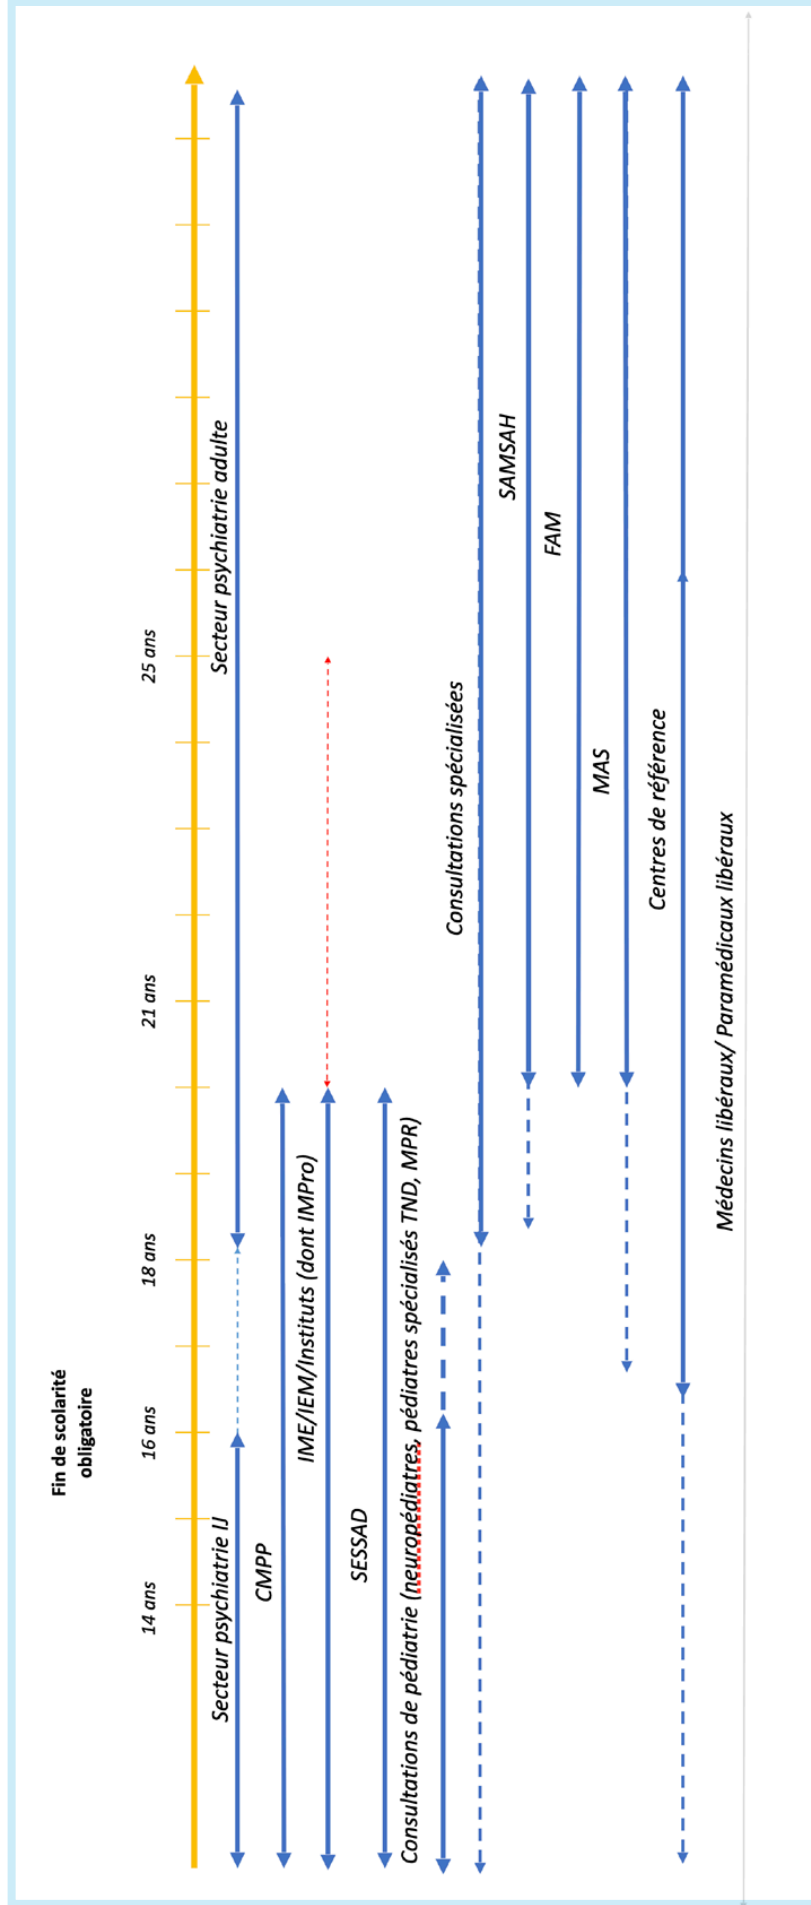 Fin de scolarité
obligatoire
14 ans
16 ans
18 ans
21 ans
25 ans
Secteur psychiatrie IJ
Secteur psychiatrie adulte
CMPP
IME/IEM/Instituts (dont IMPro)
SESSAD
Consultations de pédiatrie (neuropédiatres, pédiatres spécialisés TND, MPR)
Consultations spécialisées
SAMSAH
FAM
MAS
Centres de référence
Médecins libéraux/ Paramédicaux libéraux